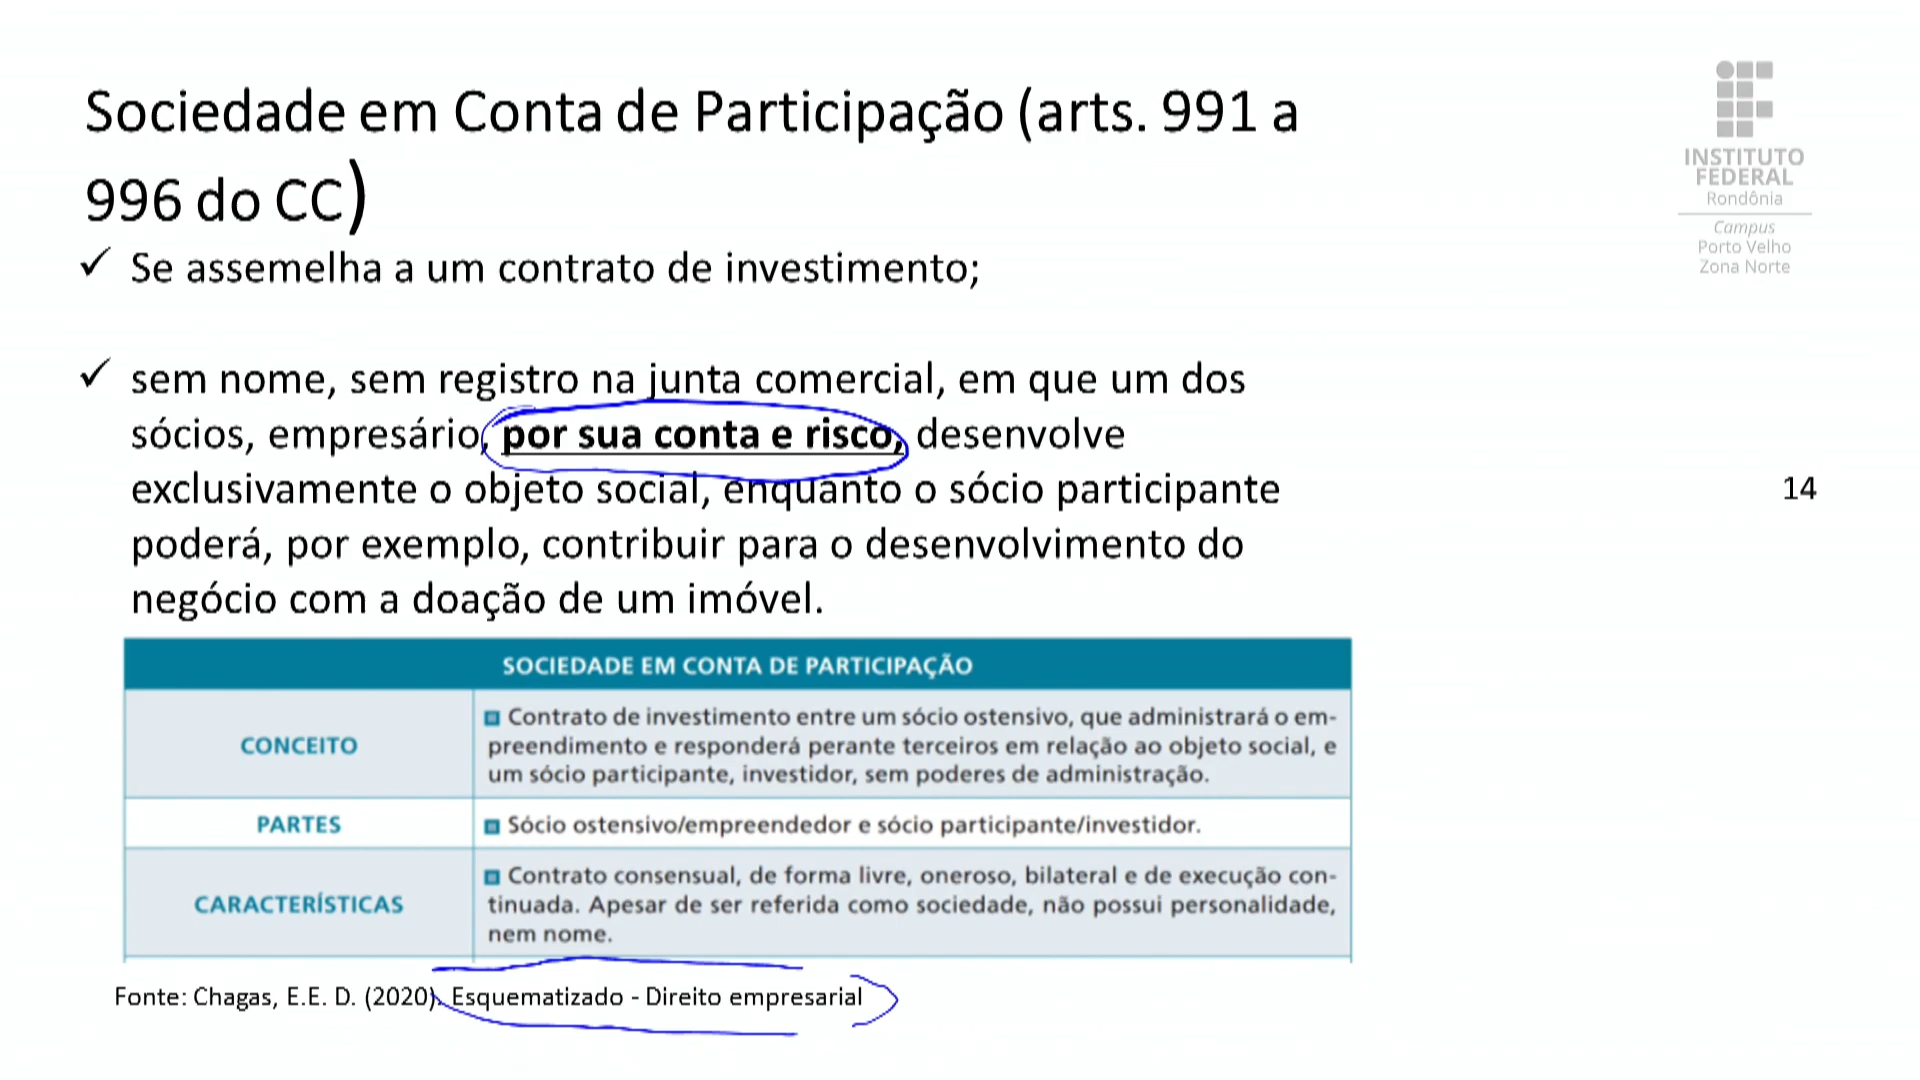 Sociedade em Conta de Participação (arts. 991 a
996 do CC)
✓ Se assemelha a um contrato de investimento;
✓ sem nome, sem registro na junta comercial, em que um dos
sócios, empresário, por sua conta e risco, desenvolve
exclusivamente o objeto social, enquanto o sócio participante
poderá, por exemplo, contribuir para o desenvolvimento do
negócio com a doação de um imóvel.
SOCIEDADE EM CONTA DE PARTICIPAÇÃO
CONCEITO
Contrato de investimento entre um sócio ostensivo, que administrará o em-
preendimento e responderá perante terceiros em relação ao objeto social, e
um sócio participante, investidor, sem poderes de administração.
PARTES
Sócio ostensivo/empreendedor e sócio participante/investidor.
CARACTERÍSTICAS
Contrato consensual, de forma livre, oneroso, bilateral e de execução con-
tinuada. Apesar de ser referida como sociedade, não possui personalidade,
nem nome.
Fonte: Chagas, E.E. D. (2020). Esquematizado - Direito empresarial
INSTITUTO
FEDERAL
Rondônia
Campus
Porto Velho
Zona Norte
14